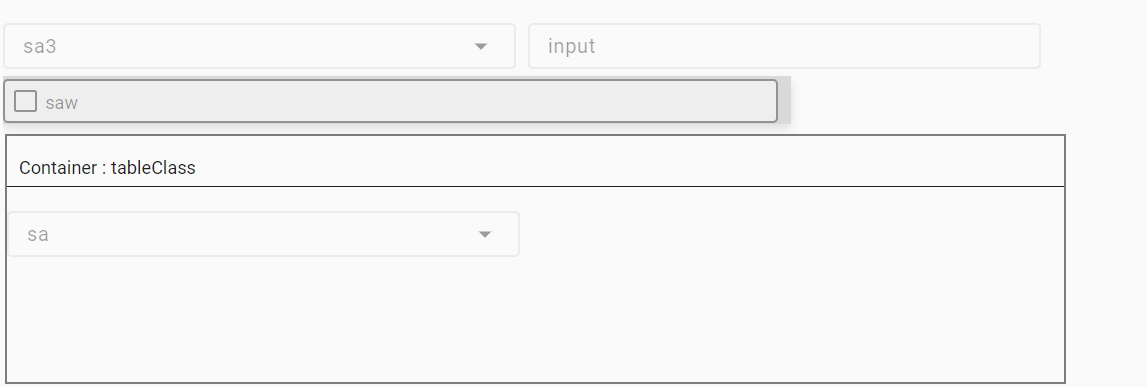 sa3
input
saw
Container : tableClass
sa